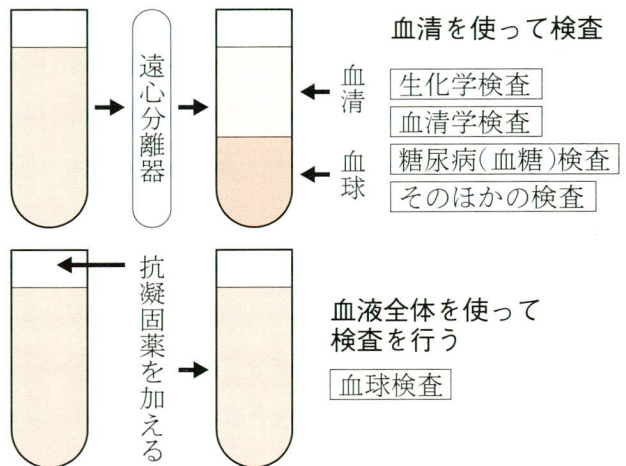 遠心分離器
血清
血球
血清を使って検査
生化学検査
血清学検査
糖尿病(血糖)検査
そのほかの検査
抗凝固薬を加える
血液全体を使って
検査を行う
血球検査